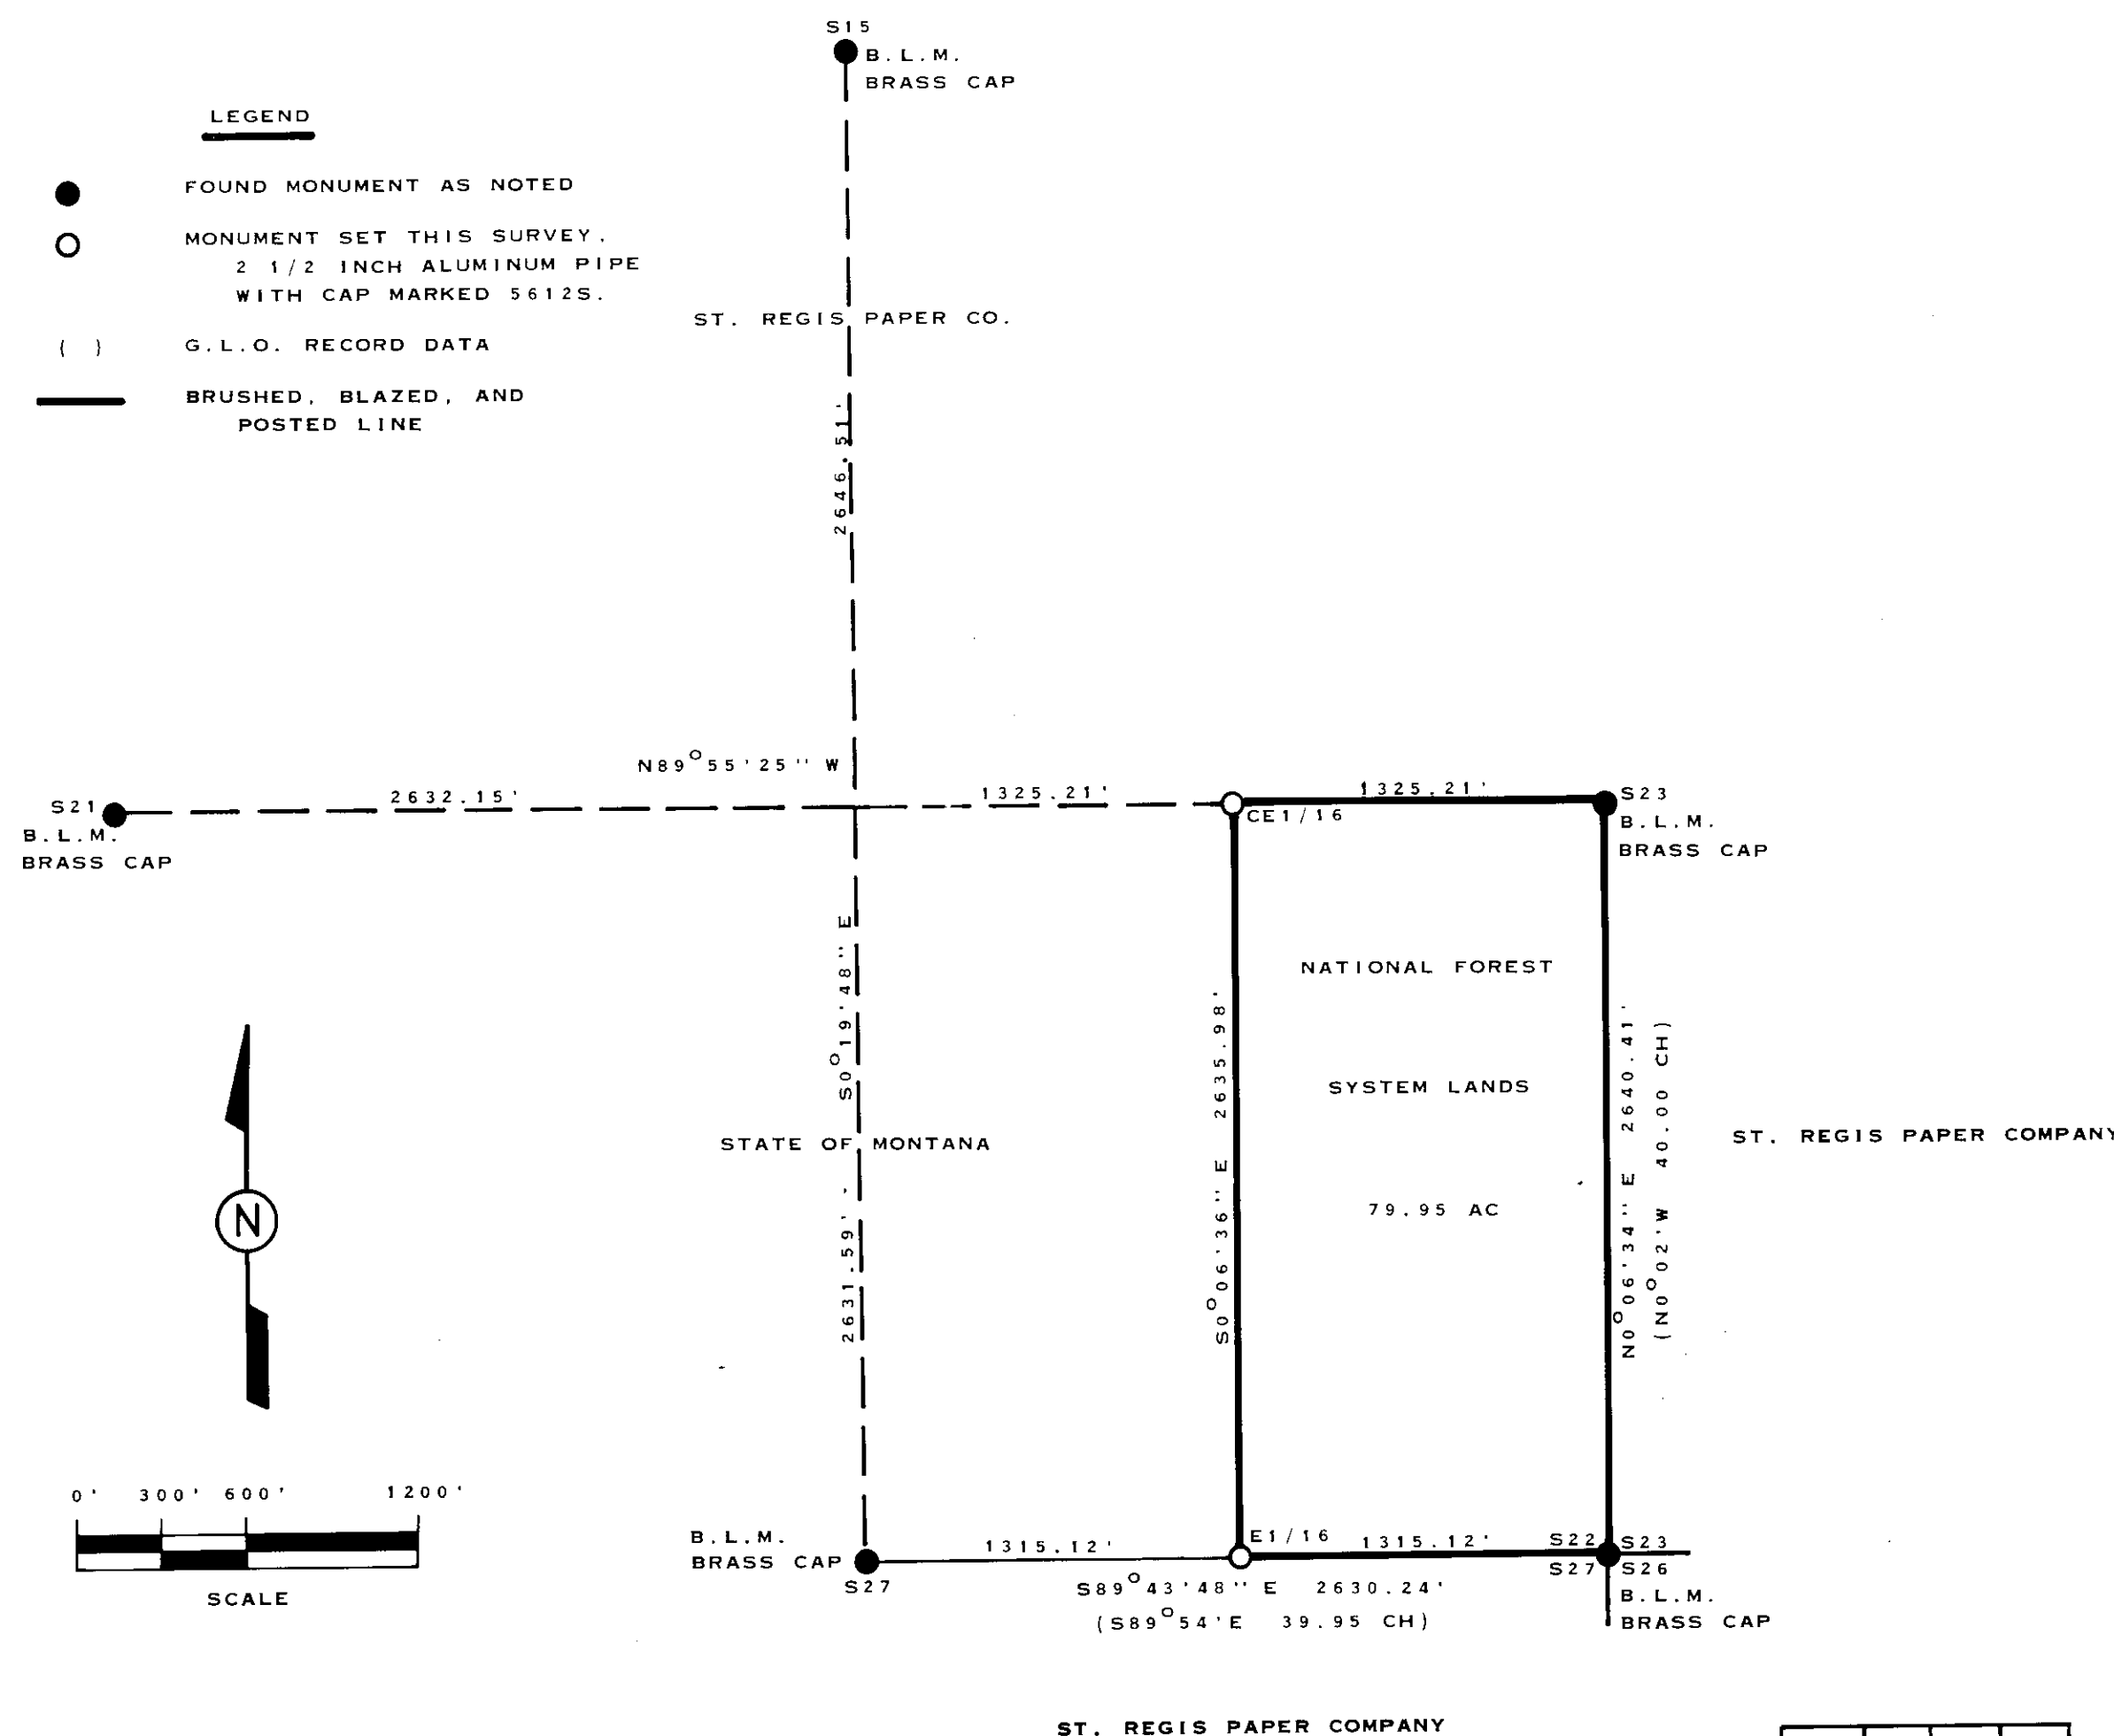 S15
B.L.M.
BRASS CAP
LEGEND
FOUND MONUMENT AS NOTED
MONUMENT SET THIS SURVEY,
2 1/2 INCH ALUMINUM PIPE
WITH CAP MARKED 5612S.
( ) G.L.O. RECORD DATA
BRUSHED, BLAZED, AND
POSTED LINE
ST. REGIS PAPER CO.
2646.51'
N89°55'25" W
S21
B.L.M.
BRASS CAP
2632.15'
1325.21'
1325.21'
CE1/16
S23
B.L.M.
BRASS CAP
S0°19'48" E
2631.59'
STATE OF MONTANA
S0°06'36" E 2635.98'
NATIONAL FOREST
SYSTEM LANDS
79.95 AC
N0°06'34" E 2640.41'
(N0°02'W 40.00 CH)
ST. REGIS PAPER COMPANY
N
0' 300' 600' 1200'
SCALE
B.L.M.
BRASS CAP
S27
1315.12'
E1/16
1315.12'
S22 S23
S27 S26
B.L.M.
BRASS CAP
S89°43'48" E 2630.24'
(S89°54'E 39.95 CH)
ST. REGIS PAPER COMPANY